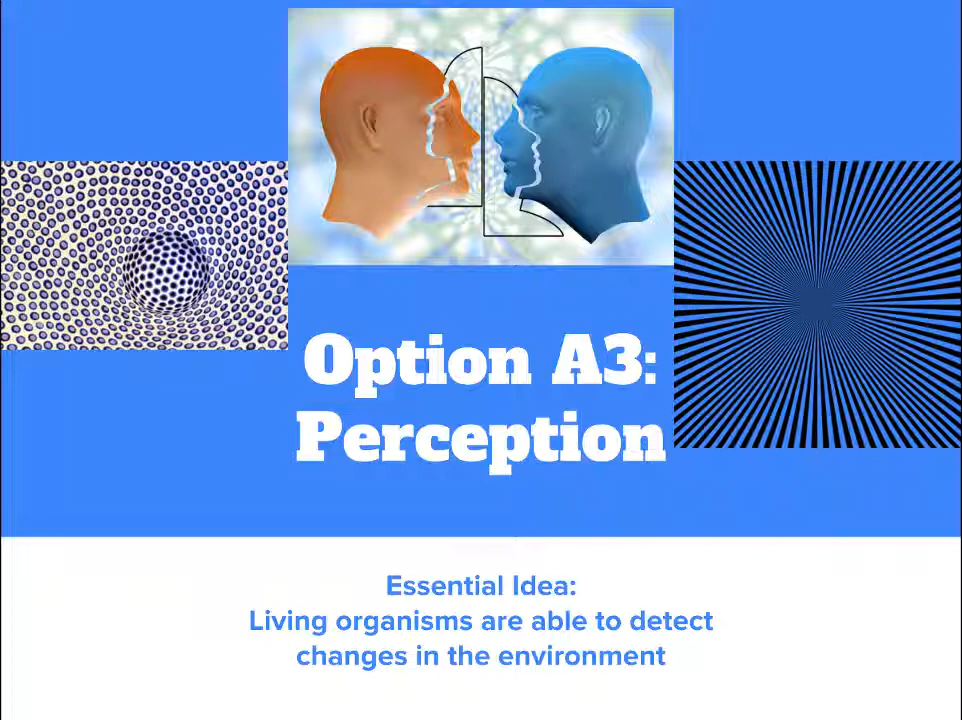 Option A3:
Perception
Essential Idea:
Living organisms are able to detect
changes in the environment